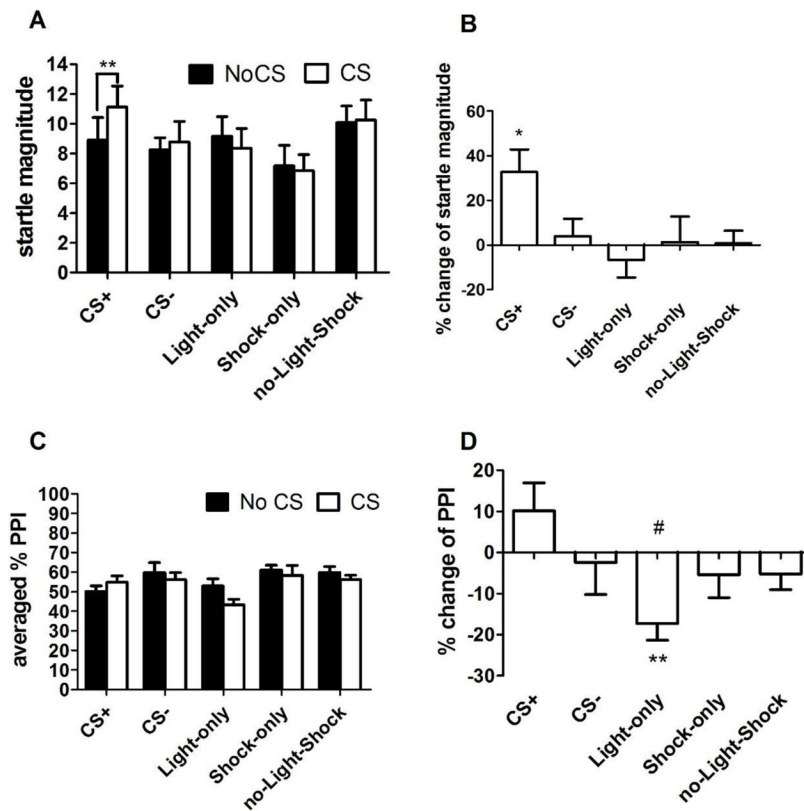 A
startle magnitude
14
12
10
8
6
4
2
0
**
NoCS CS
CS+
CS-
Light-only
Shock-only
no-Light-Shock
B
% change of startle magnitude
60
40
20
0
-20
*
CS+
CS-
Light-only
Shock-only
no-Light-Shock
C
averaged % PPI
100
90
80
70
60
50
40
30
20
10
0
No CS CS
CS+
CS-
Light-only
Shock-only
no-Light-Shock
D
% change of PPI
20
10
0
-10
-20
-30
#
**
CS+
CS-
Light-only
Shock-only
no-Light-Shock